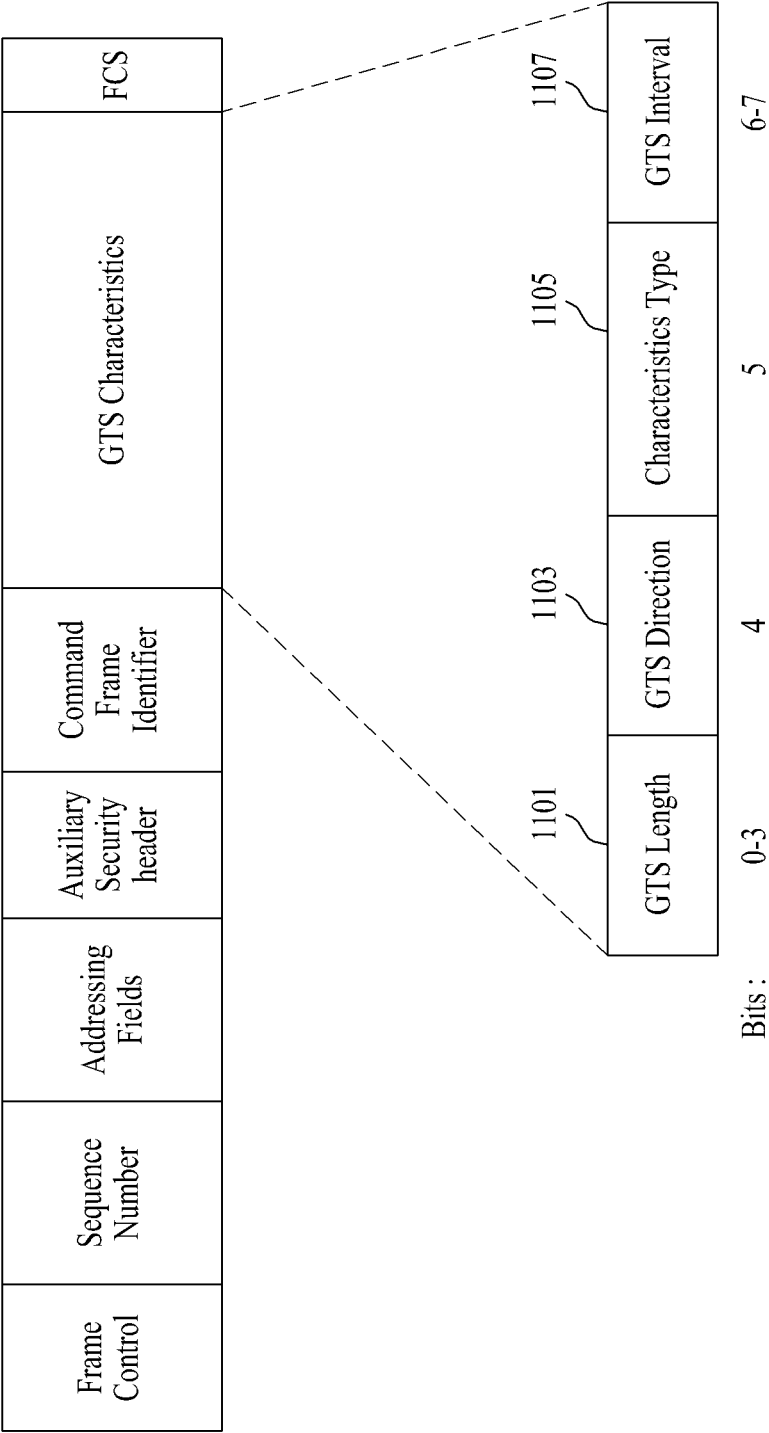 Frame
Control
Sequence
Number
Addressing
Fields
Auxiliary
Security
header
Command
Frame
Identifier
GTS Characteristics
FCS
1101
1103
1105
1107
GTS Length
GTS Direction
Characteristics Type
GTS Interval
Bits :
0-3
4
5
6-7